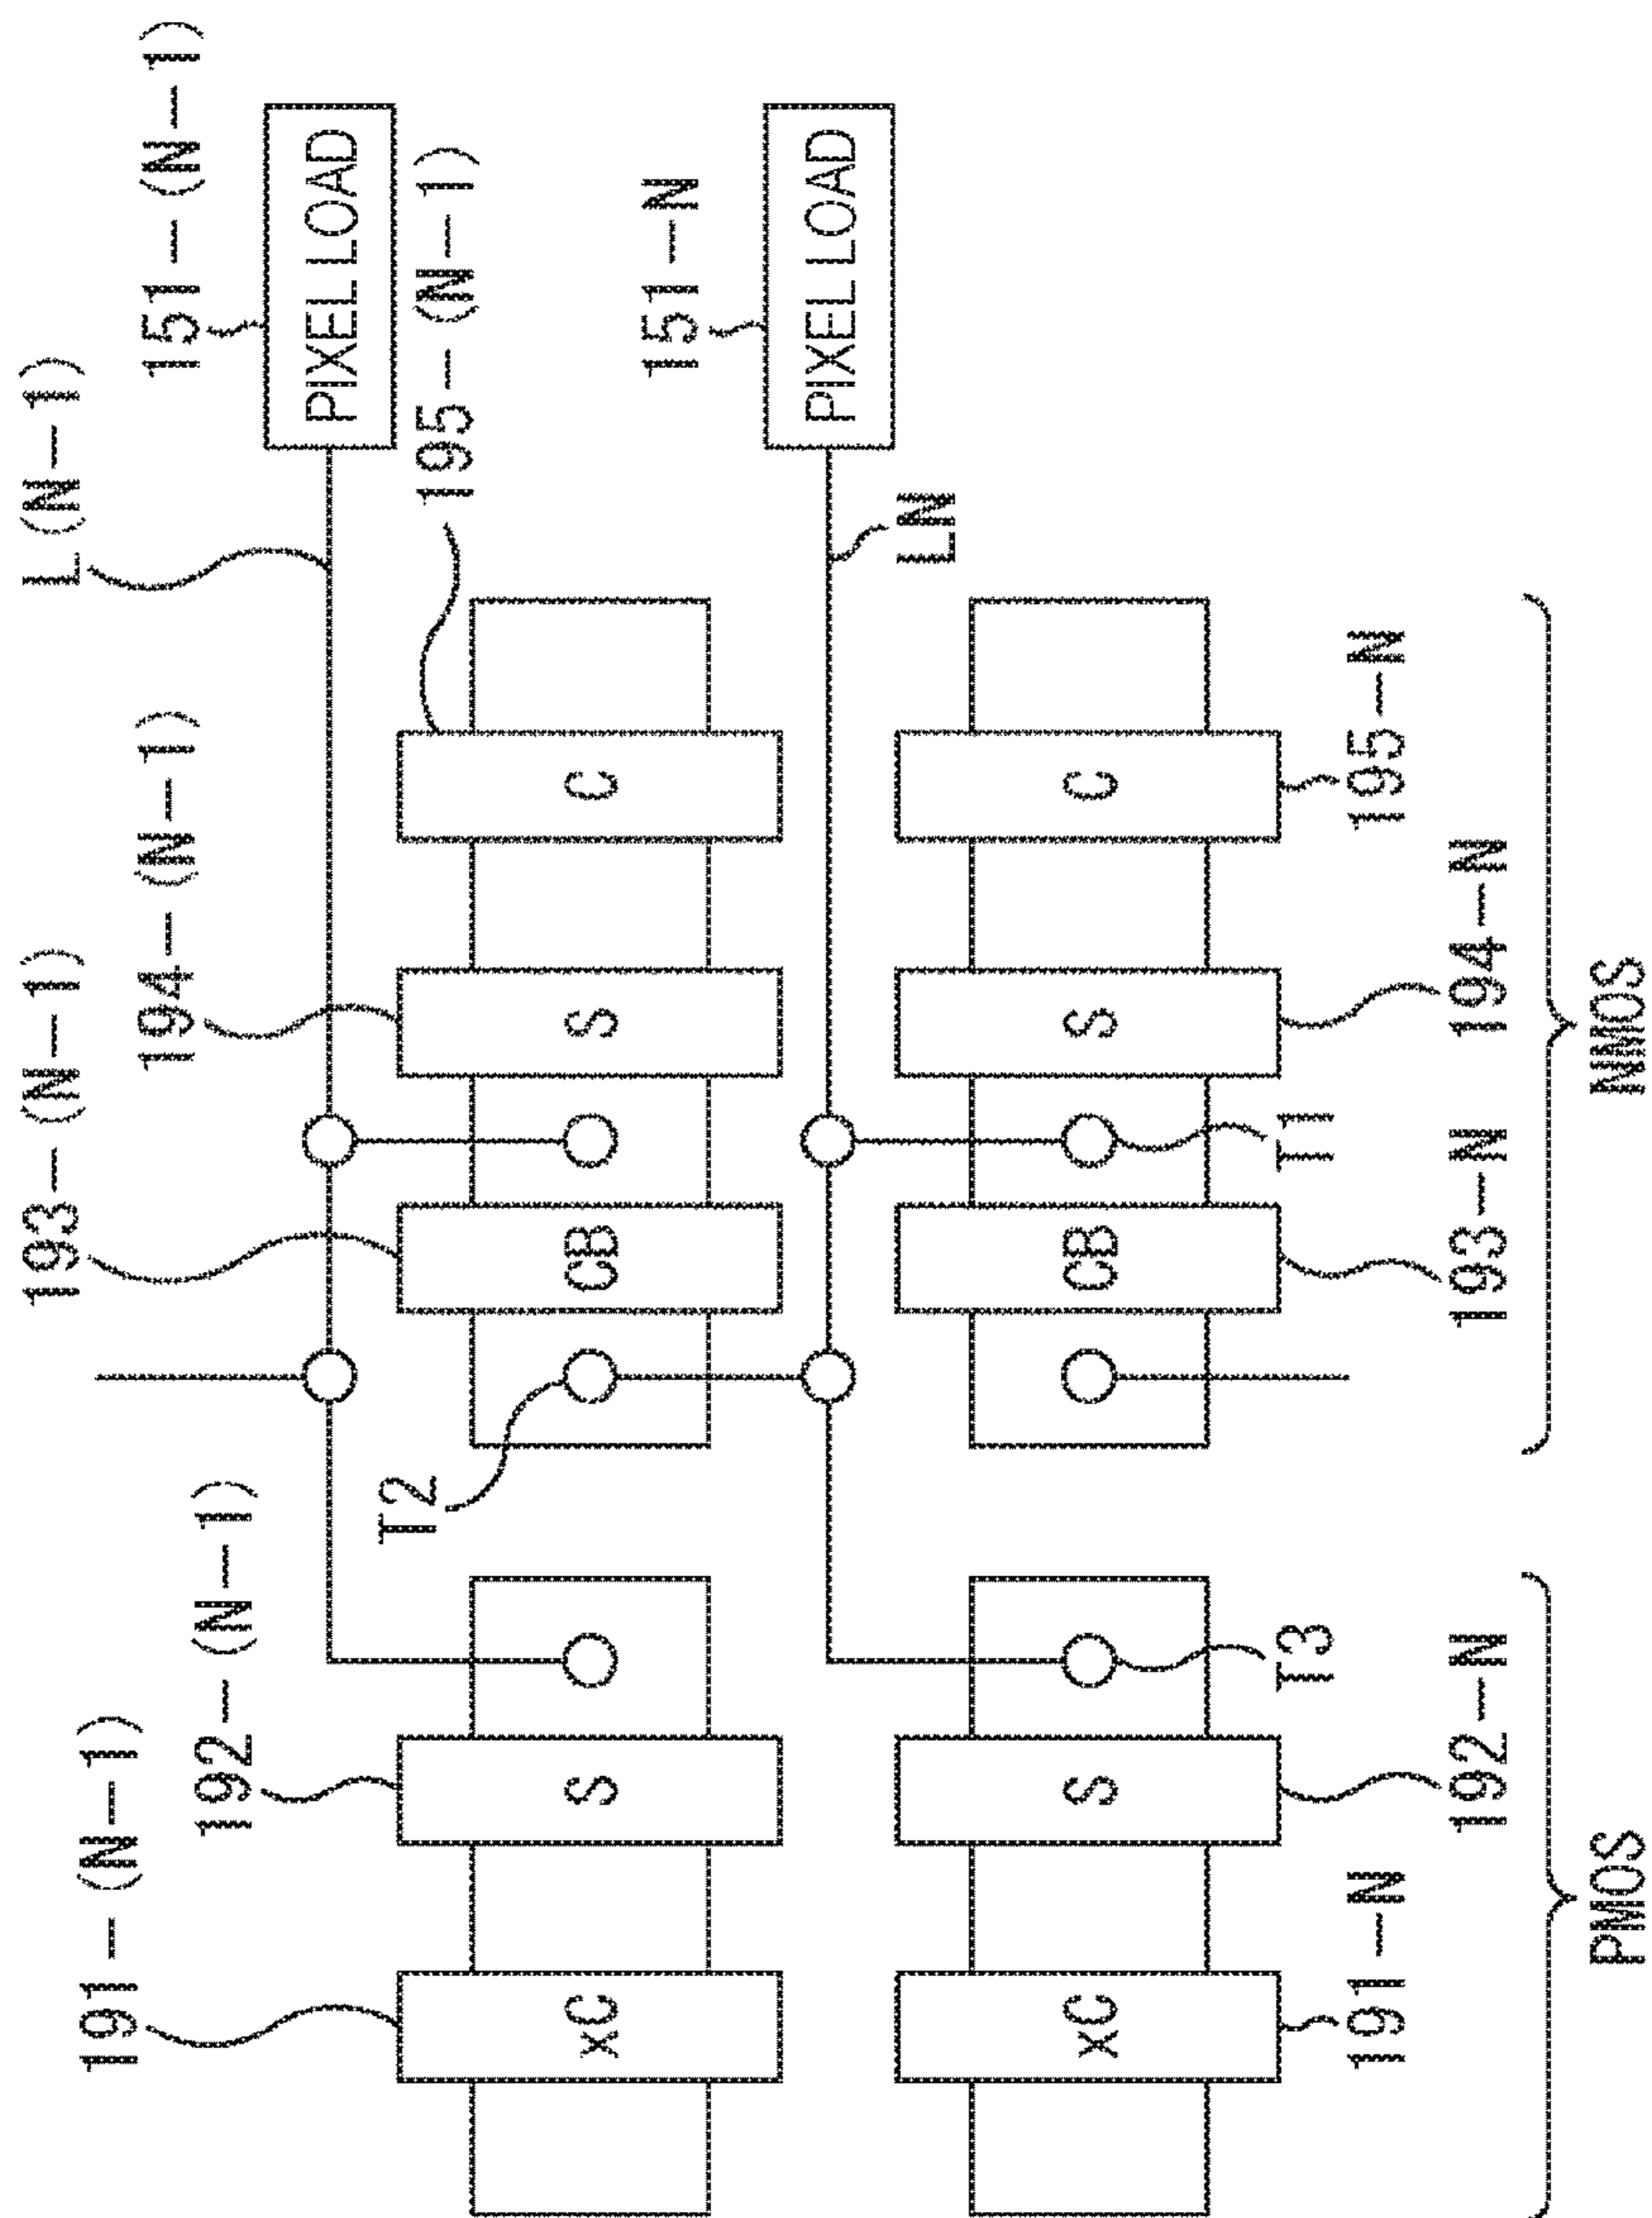 193-(N-1)
L(N-1)
191-(N-1)
194-(N-1)
151-(N-1)
192-(N-1)
PIXEL LOAD
T2
195-(N-1)
xC
S
CB
S
C
151-N
PIXEL LOAD
LN
xC
S
CB
S
C
T3
T1
191-N
195-N
192-N
193-N
194-N
PMOS
NMOS